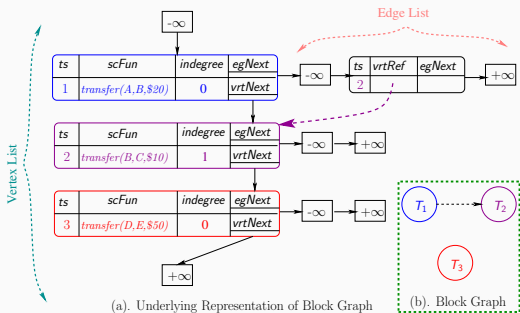 Edge List
-∞
ts scFun indegree egNext vrtNext
1 transfer(A,B,$20) 0
-∞
ts vrtRef egNext
2
+∞
Vertex List
ts scFun indegree egNext vrtNext
2 transfer(B,C,$10) 1
-∞ +∞
ts scFun indegree egNext vrtNext
3 transfer(D,E,$50) 0
-∞ +∞
+∞
T1 T2
T3
(a). Underlying Representation of Block Graph
(b). Block Graph